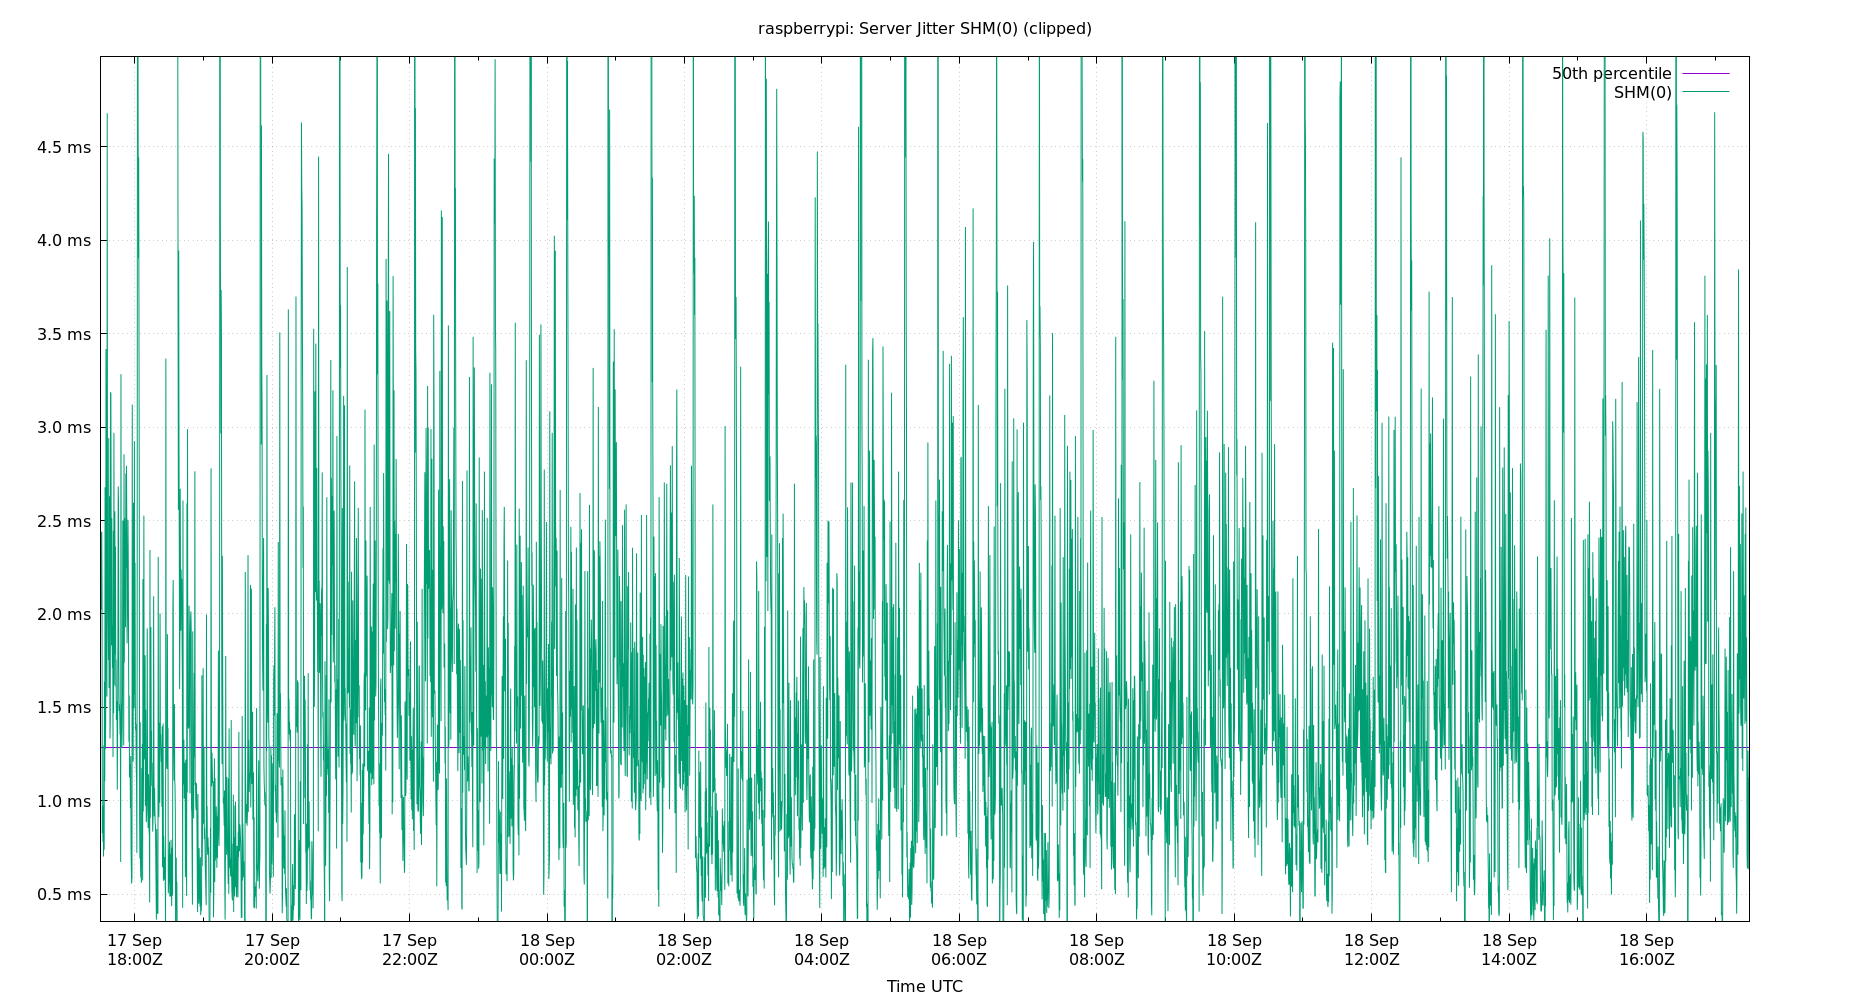 raspberrypi: Server Jitter SHM(0) (clipped)
50th percentile
SHM(0)
4.5 ms
4.0 ms
3.5 ms
3.0 ms
2.5 ms
2.0 ms
1.5 ms
1.0 ms
0.5 ms
17 Sep 17 Sep 17 Sep 18 Sep 18 Sep 18 Sep 18 Sep 18 Sep 18 Sep 18 Sep 18 Sep 18 Sep
18:00Z 20:00Z 22:00Z 00:00Z 02:00Z 04:00Z 06:00Z 08:00Z 10:00Z 12:00Z 14:00Z 16:00Z
Time UTC